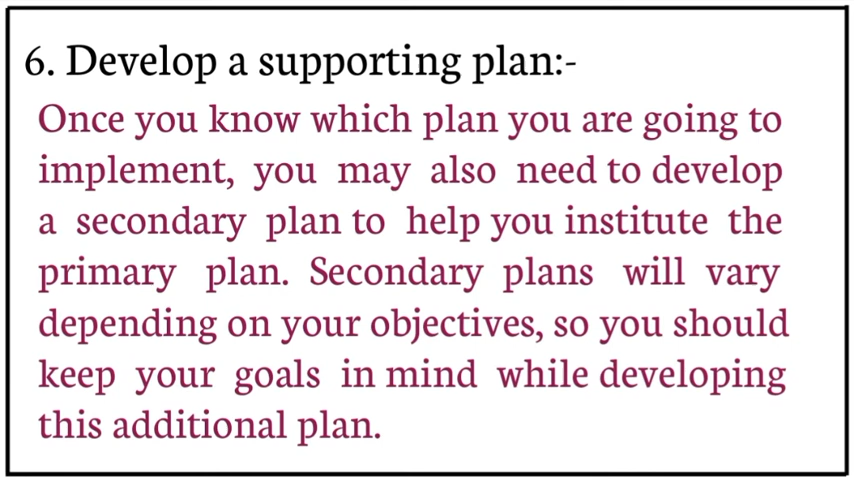 6. Develop a supporting plan:-
Once you know which plan you are going to
implement, you may also need to develop
a secondary plan to help you institute the
primary plan. Secondary plans will vary
depending on your objectives, so you should
keep your goals in mind while developing
this additional plan.